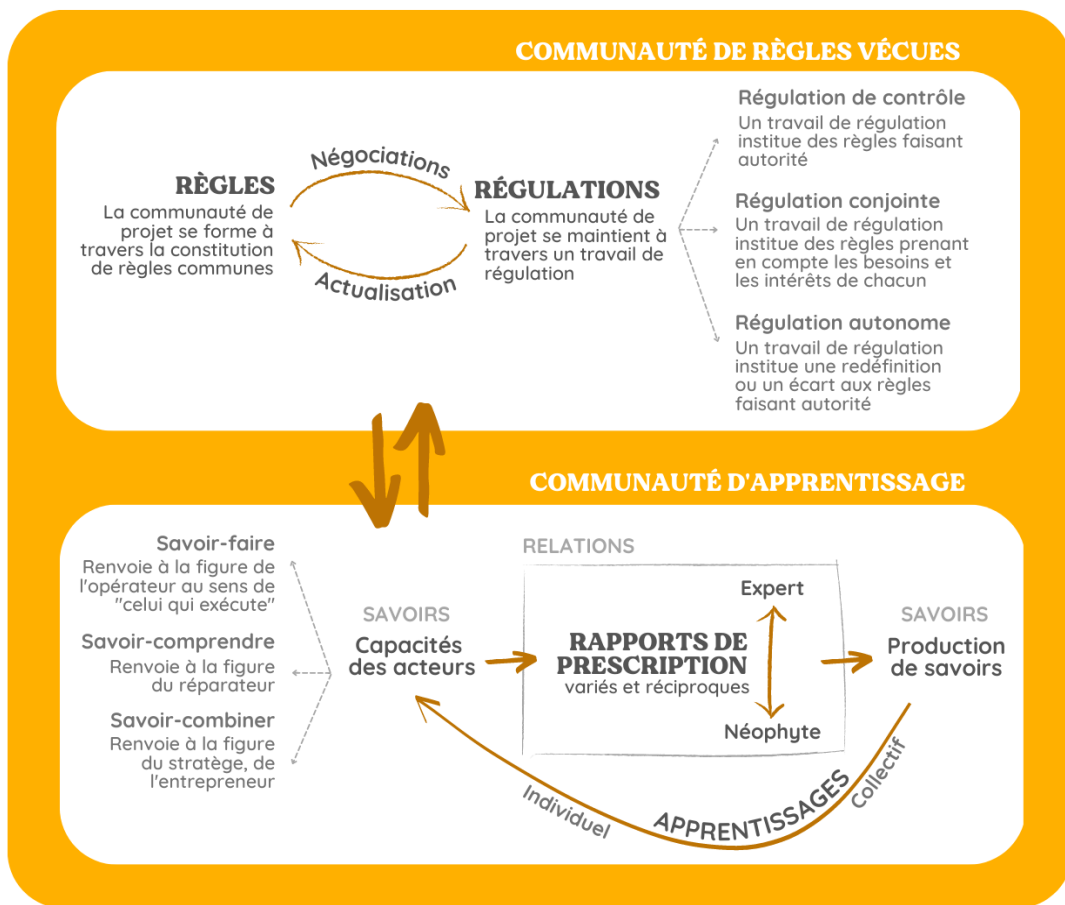 COMMUNAUTÉ DE RÈGLES VÉCUES
RÈGLES
La communauté de
projet se forme à
travers la constitution
de règles communes
Négociations
Actualisation
RÉGULATIONS
La communauté de
projet se maintient à
travers un travail de
régulation
Régulation de contrôle
Un travail de régulation
institue des règles faisant
autorité
Régulation conjointe
Un travail de régulation
institue des règles prenant
en compte les besoins et
les intérêts de chacun
Régulation autonome
Un travail de régulation
institue une redéfinition
ou un écart aux règles
faisant autorité
COMMUNAUTÉ D'APPRENTISSAGE
Savoir-faire
Renvoie à la figure de
l'opérateur au sens de
"celui qui exécute"
Savoir-comprendre
Renvoie à la figure
du réparateur
Savoir-combiner
Renvoie à la figure
du stratège, de
l'entrepreneur
SAVOIRS
Capacités
des acteurs
RELATIONS
RAPPORTS DE
PRESCRIPTION
variés et réciproques
Expert
Néophyte
SAVOIRS
Production
de savoirs
Individuel
APPRENTISSAGES
Collectif